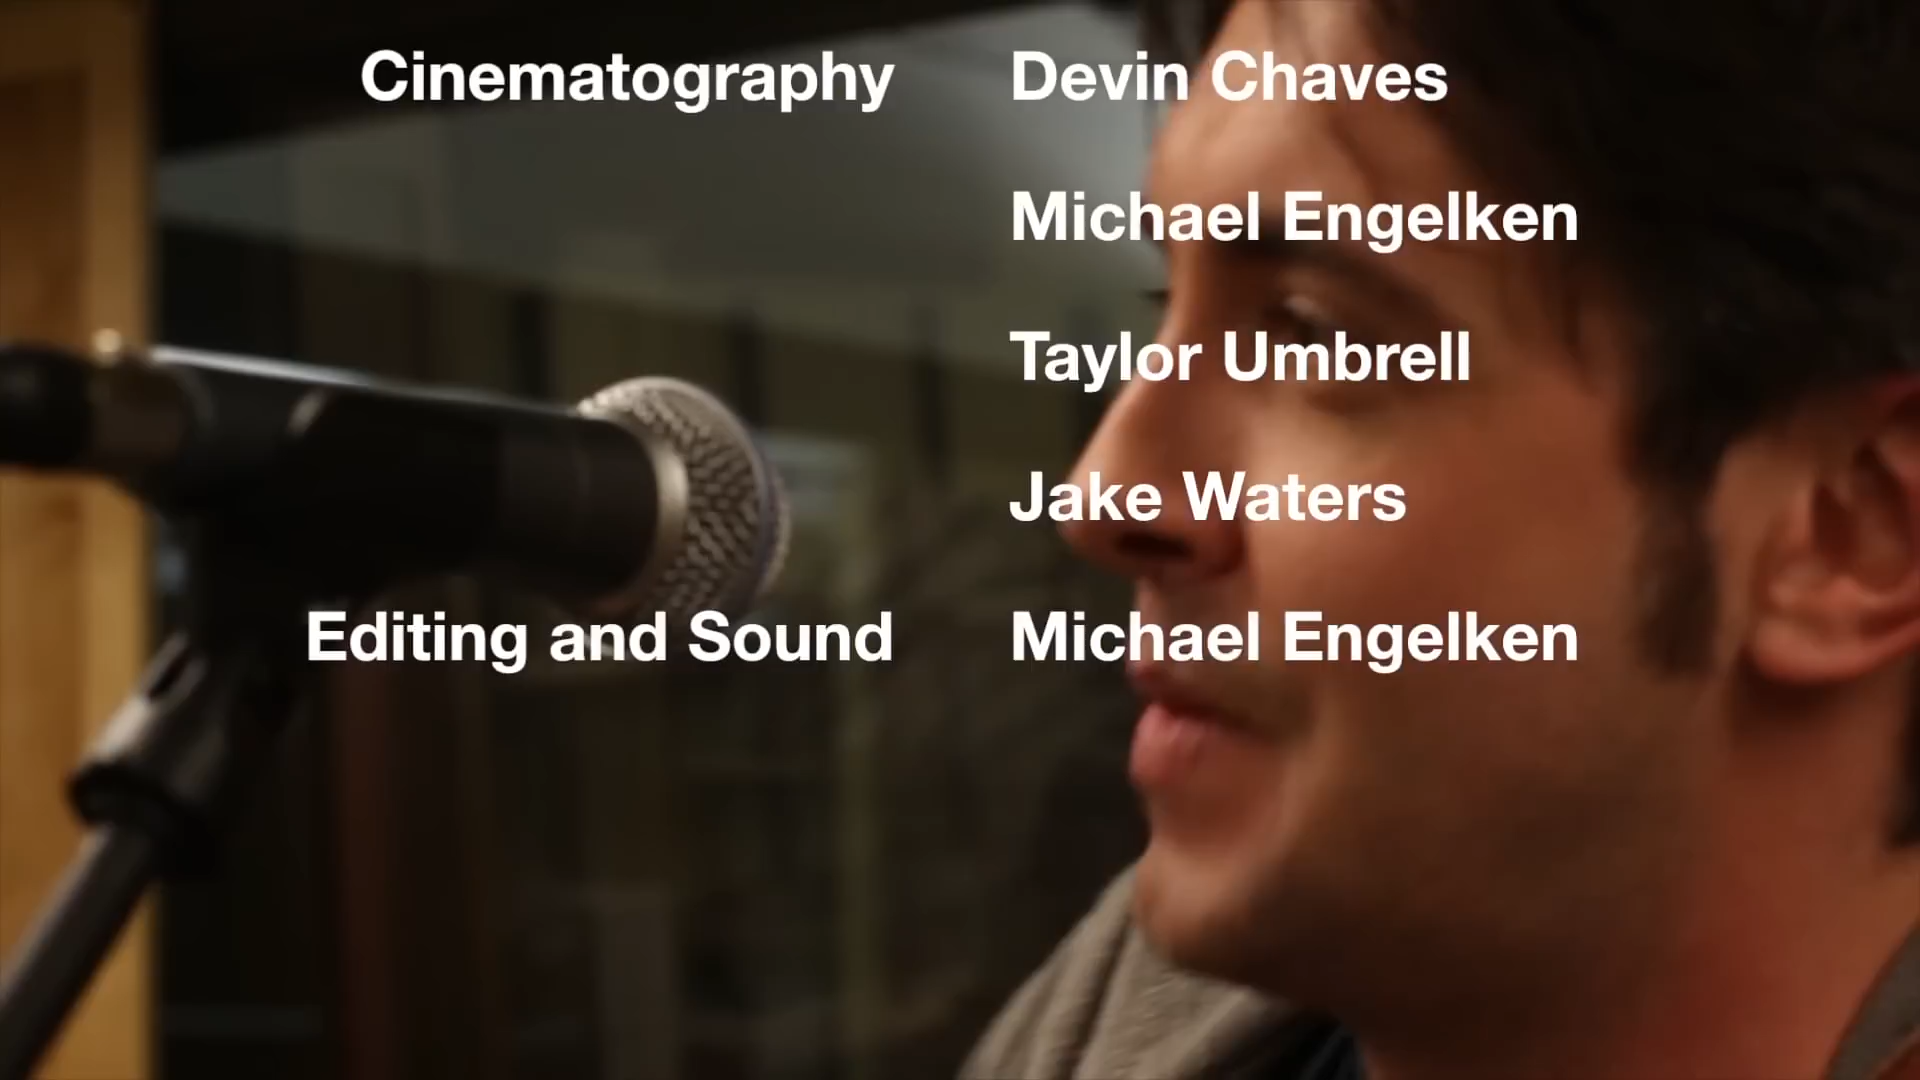 Cinematography Devin Chaves
Michael Engelken
Taylor Umbrell
Jake Waters
Editing and Sound Michael Engelken